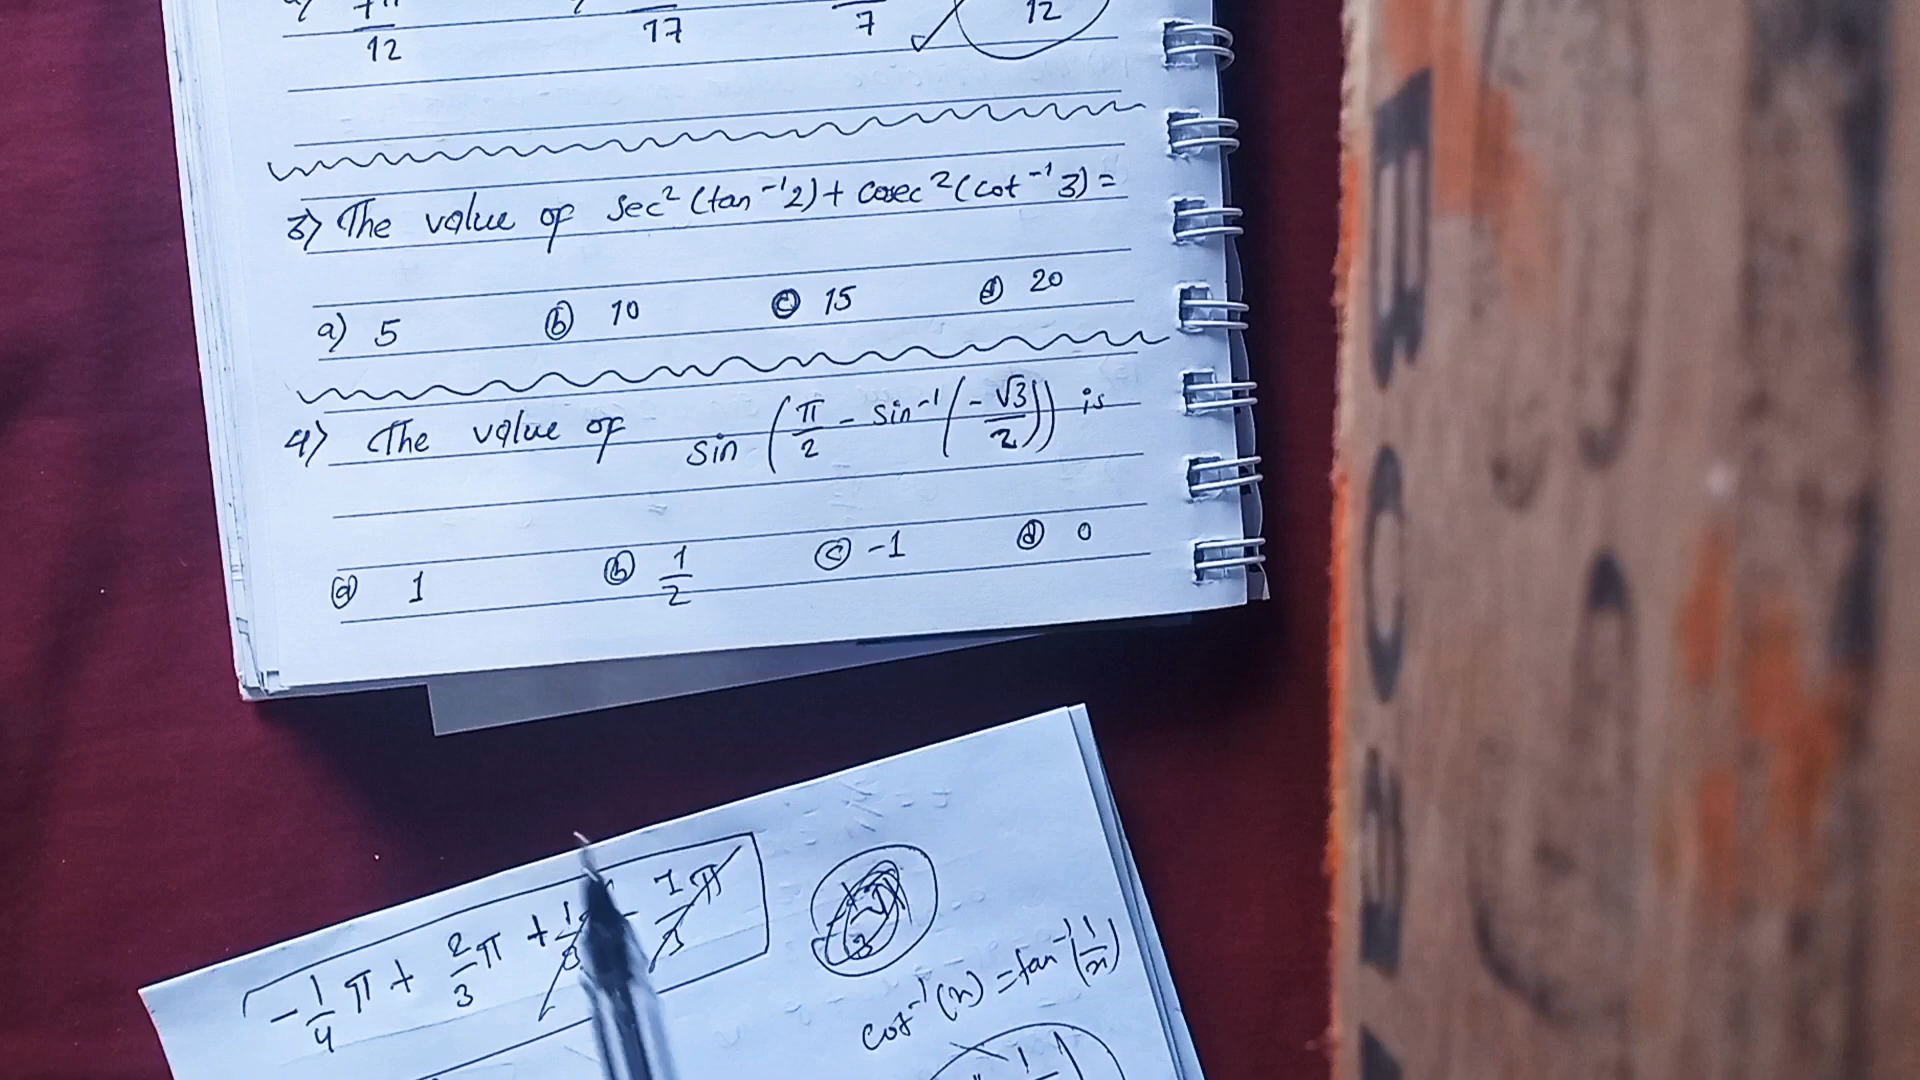 12 17 7 12
3) The value of sec²(tan⁻¹2) + cosec²(cot⁻¹3) =
a) 5 ⓑ 10 ⓒ 15 ⓓ 20
4) The value of sin (π/2 - sin⁻¹(-√3/2)) is
ⓐ 1 ⓑ 1/2 ⓒ -1 ⓓ 0
-1/4 π + 2/3 π +
cot⁻¹(x) = tan⁻¹(1/x)